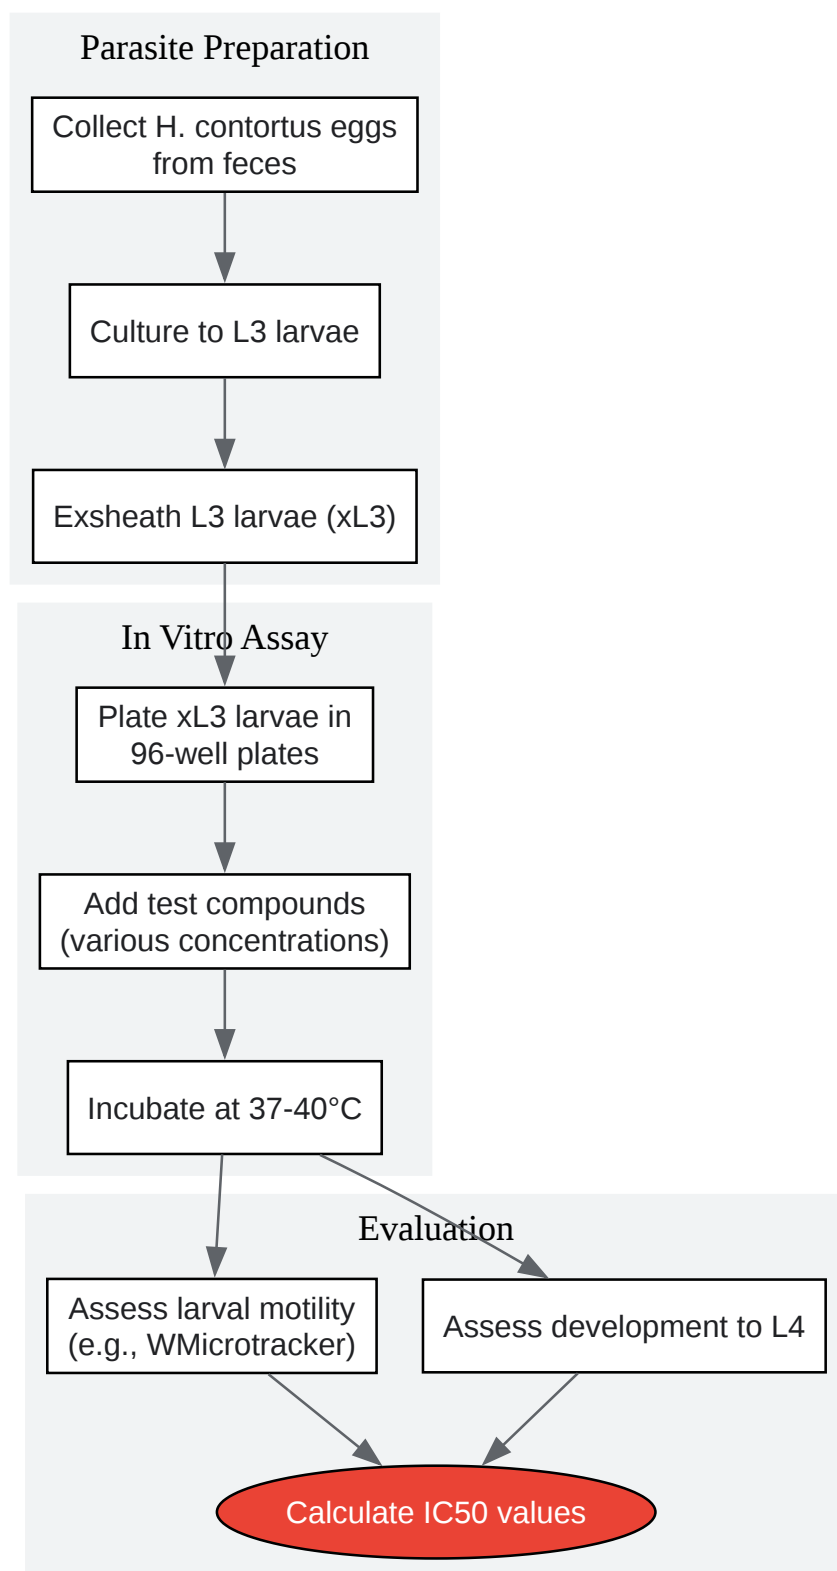 Parasite Preparation
Collect H. contortus eggs
from feces
Culture to L3 larvae
Exsheath L3 larvae (xL3)
In Vitro Assay
Plate xL3 larvae in
96-well plates
Add test compounds
(various concentrations)
Incubate at 37-40°C
Evaluation
Assess larval motility
(e.g., WMicrotracker)
Assess development to L4
Calculate IC50 values